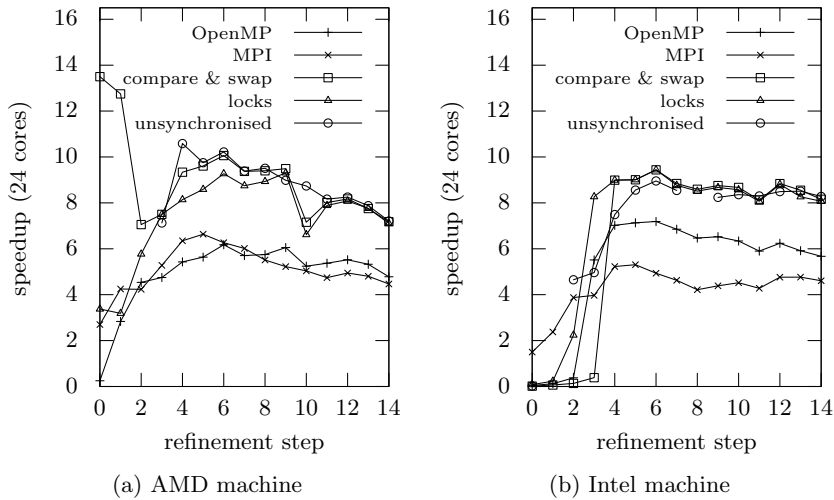 speedup (24 cores)
16
14
12
10
8
6
4
2
0
OpenMP
MPI
compare & swap
locks
unsynchronised
0 2 4 6 8 10 12 14
refinement step
(a) AMD machine
speedup (24 cores)
16
14
12
10
8
6
4
2
0
OpenMP
MPI
compare & swap
locks
unsynchronised
0 2 4 6 8 10 12 14
refinement step
(b) Intel machine